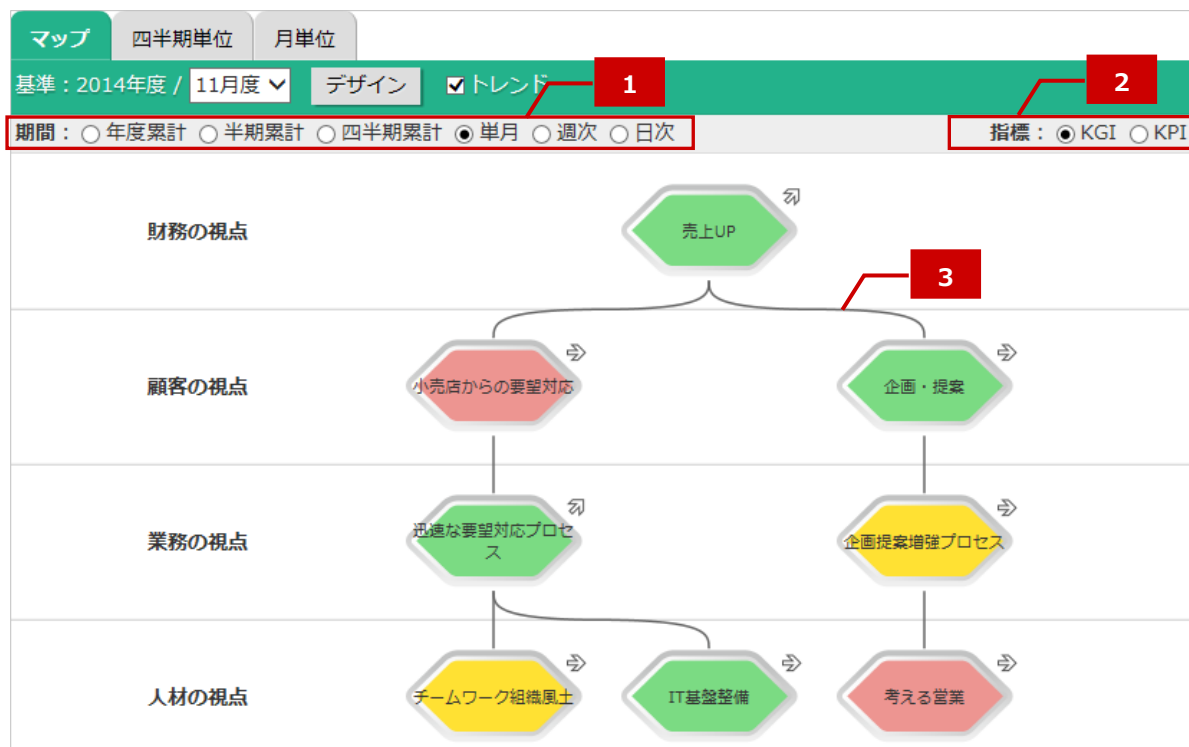 マップ 四半期単位 月単位
基準：2014年度 / 11月度 デザイン トレンド 1 2
期間： 年度累計 半期累計 四半期累計 単月 週次 日次 指標： KGI KPI
財務の視点 売上UP
3
顧客の視点 小売店からの要望対応 企画・提案
業務の視点 迅速な要望対応プロセ
ス 企画提案増強プロセス
人材の視点 チームワーク組織風土 IT基盤整備 考える営業